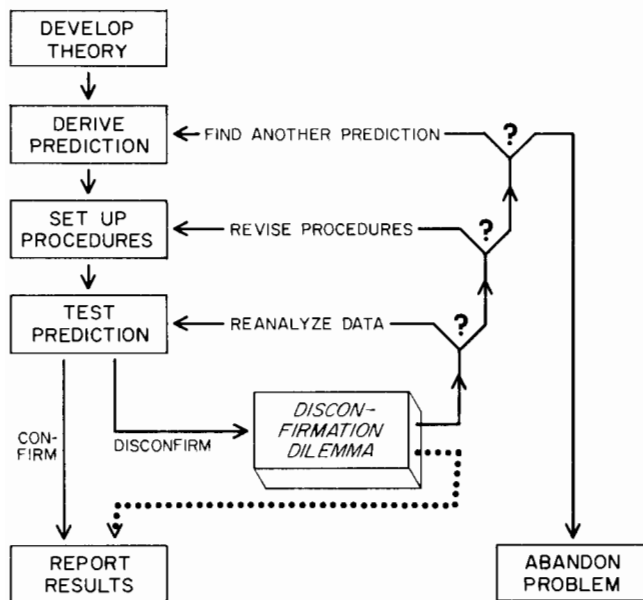 DEVELOP
THEORY
DERIVE
PREDICTION
FIND ANOTHER PREDICTION
?
SET UP
PROCEDURES
REVISE PROCEDURES
?
TEST
PREDICTION
REANALYZE DATA
?
CON-
FIRM
DISCONFIRM
DISCON-
FIRMATION
DILEMMA
REPORT
RESULTS
ABANDON
PROBLEM